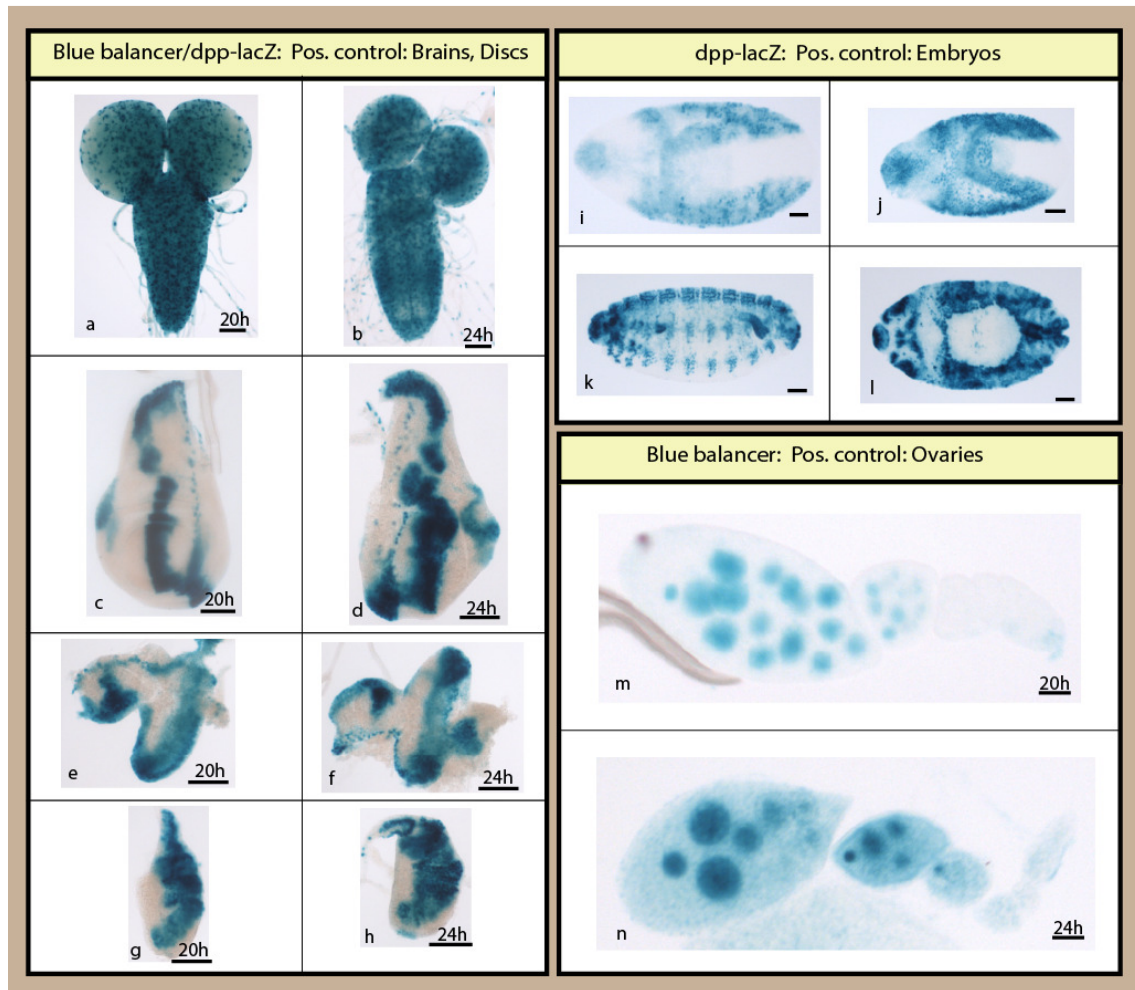 Blue balancer/dpp-lacZ: Pos. control: Brains, Discs
a
20h
b
24h
c
20h
d
24h
e
20h
f
24h
g
20h
h
24h
dpp-lacZ: Pos. control: Embryos
i
j
k
l
Blue balancer: Pos. control: Ovaries
m
20h
n
24h